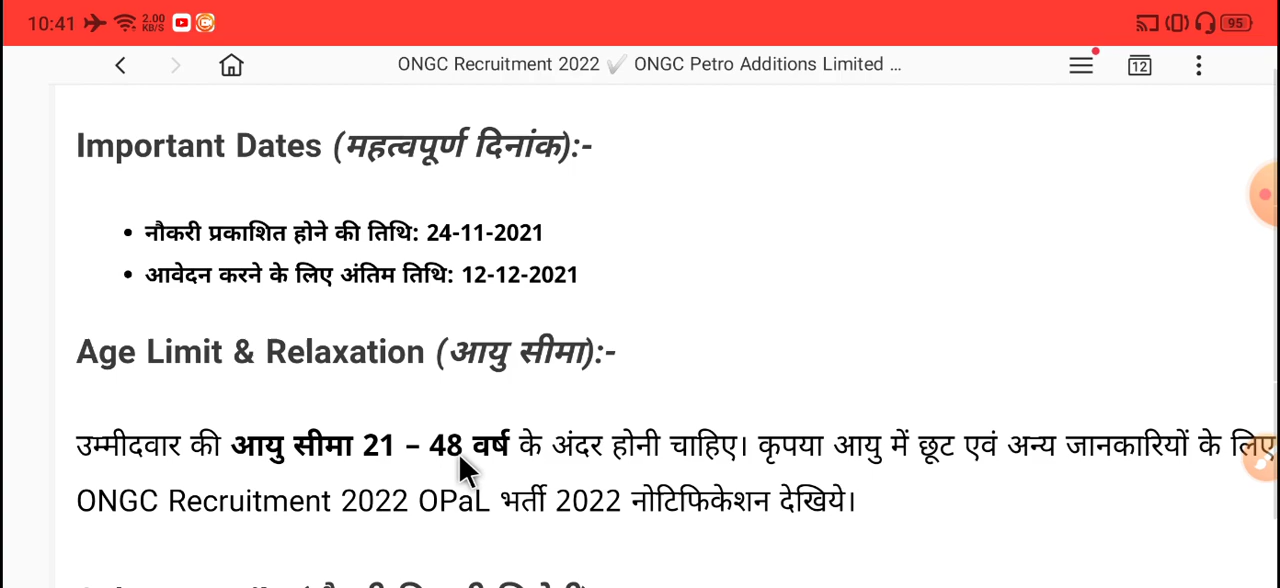 10:41 2.00 KB/S 95
ONGC Recruitment 2022 ✔ ONGC Petro Additions Limited ... 12
Important Dates (महत्वपूर्ण दिनांक):-
• नौकरी प्रकाशित होने की तिथि: 24-11-2021
• आवेदन करने के लिए अंतिम तिथि: 12-12-2021
Age Limit & Relaxation (आयु सीमा):-
उम्मीदवार की आयु सीमा 21 – 48 वर्ष के अंदर होनी चाहिए। कृपया आयु में छूट एवं अन्य जानकारियों के लिए
ONGC Recruitment 2022 OPaL भर्ती 2022 नोटिफिकेशन देखिये।